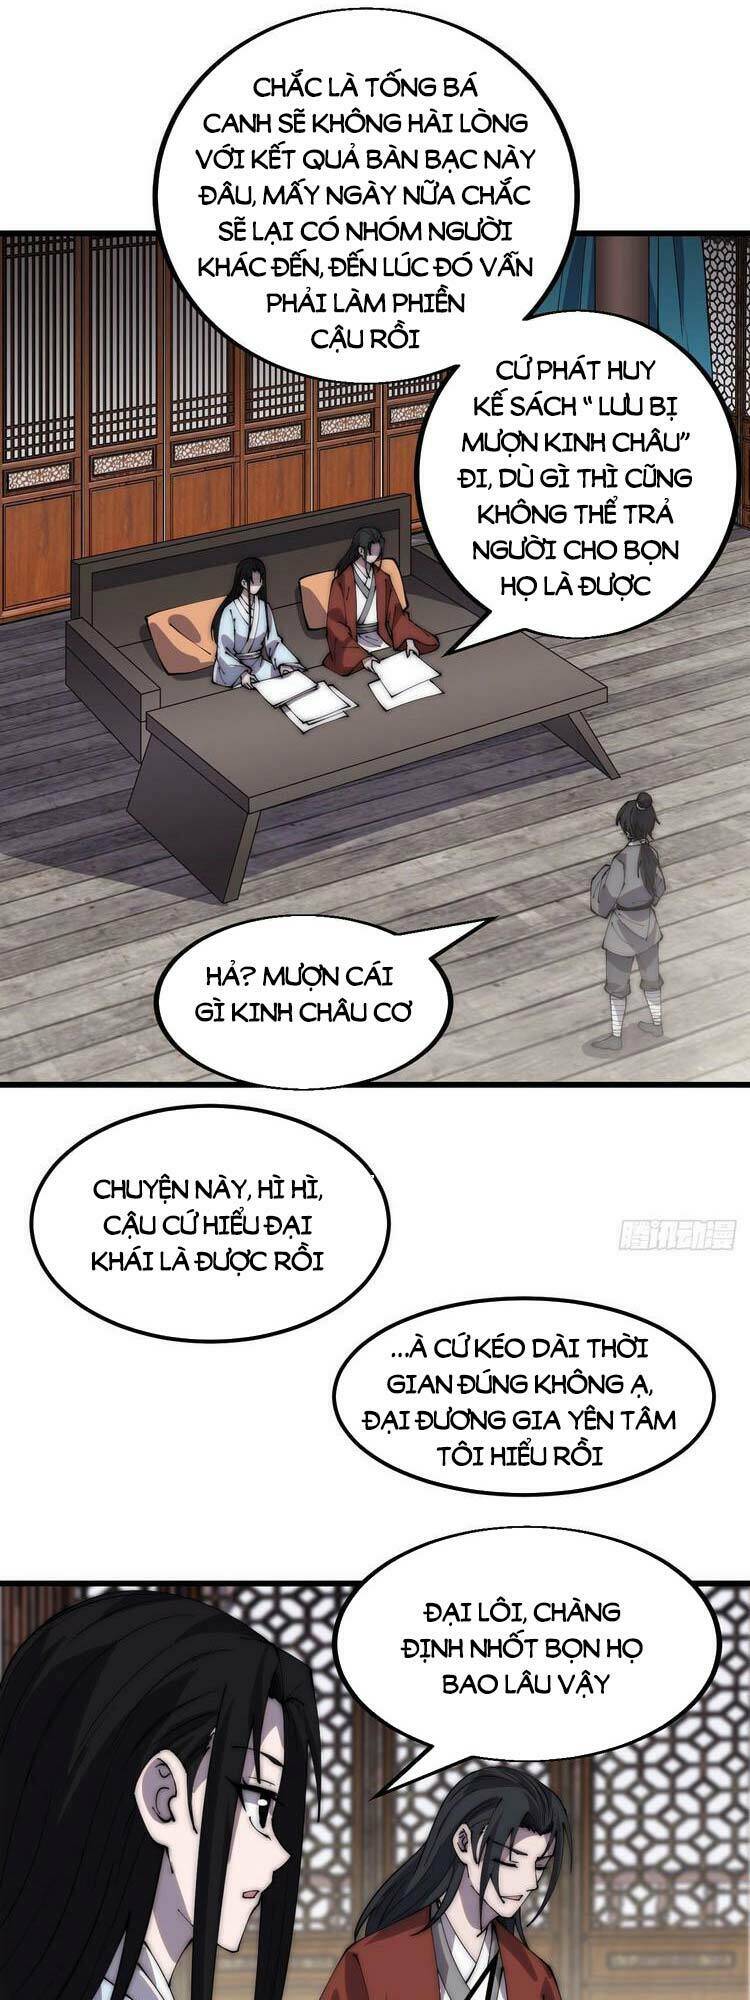 CHẮC LÀ TỐNG BÁ
CANH SẼ KHÔNG HÀI LÒNG
VỚI KẾT QUẢ BÀN BẠC NÀY
ĐÂU, MẤY NGÀY NỮA CHẮC
SẼ LẠI CÓ NHÓM NGƯỜI
KHÁC ĐẾN, ĐẾN LÚC ĐÓ VẪN
PHẢI LÀM PHIỀN
CẬU RỒI
CỨ PHÁT HUY
KẾ SÁCH “ LƯU BỊ
MƯỢN KINH CHÂU”
ĐI, DÙ GÌ THÌ CŨNG
KHÔNG THỂ TRẢ
NGƯỜI CHO BỌN
HỌ LÀ ĐƯỢC
HẢ? MƯỢN CÁI
GÌ KINH CHÂU CƠ
CHUYỆN NÀY, HÌ HÌ,
CẬU CỨ HIỂU ĐẠI
KHÁI LÀ ĐƯỢC RỒI
腾讯动漫
...À CỨ KÉO DÀI THỜI
GIAN ĐÚNG KHÔNG Ạ,
ĐẠI ĐƯƠNG GIA YÊN TÂM
TÔI HIỂU RỒI
ĐẠI LÔI, CHÀNG
ĐỊNH NHỐT BỌN HỌ
BAO LÂU VẬY